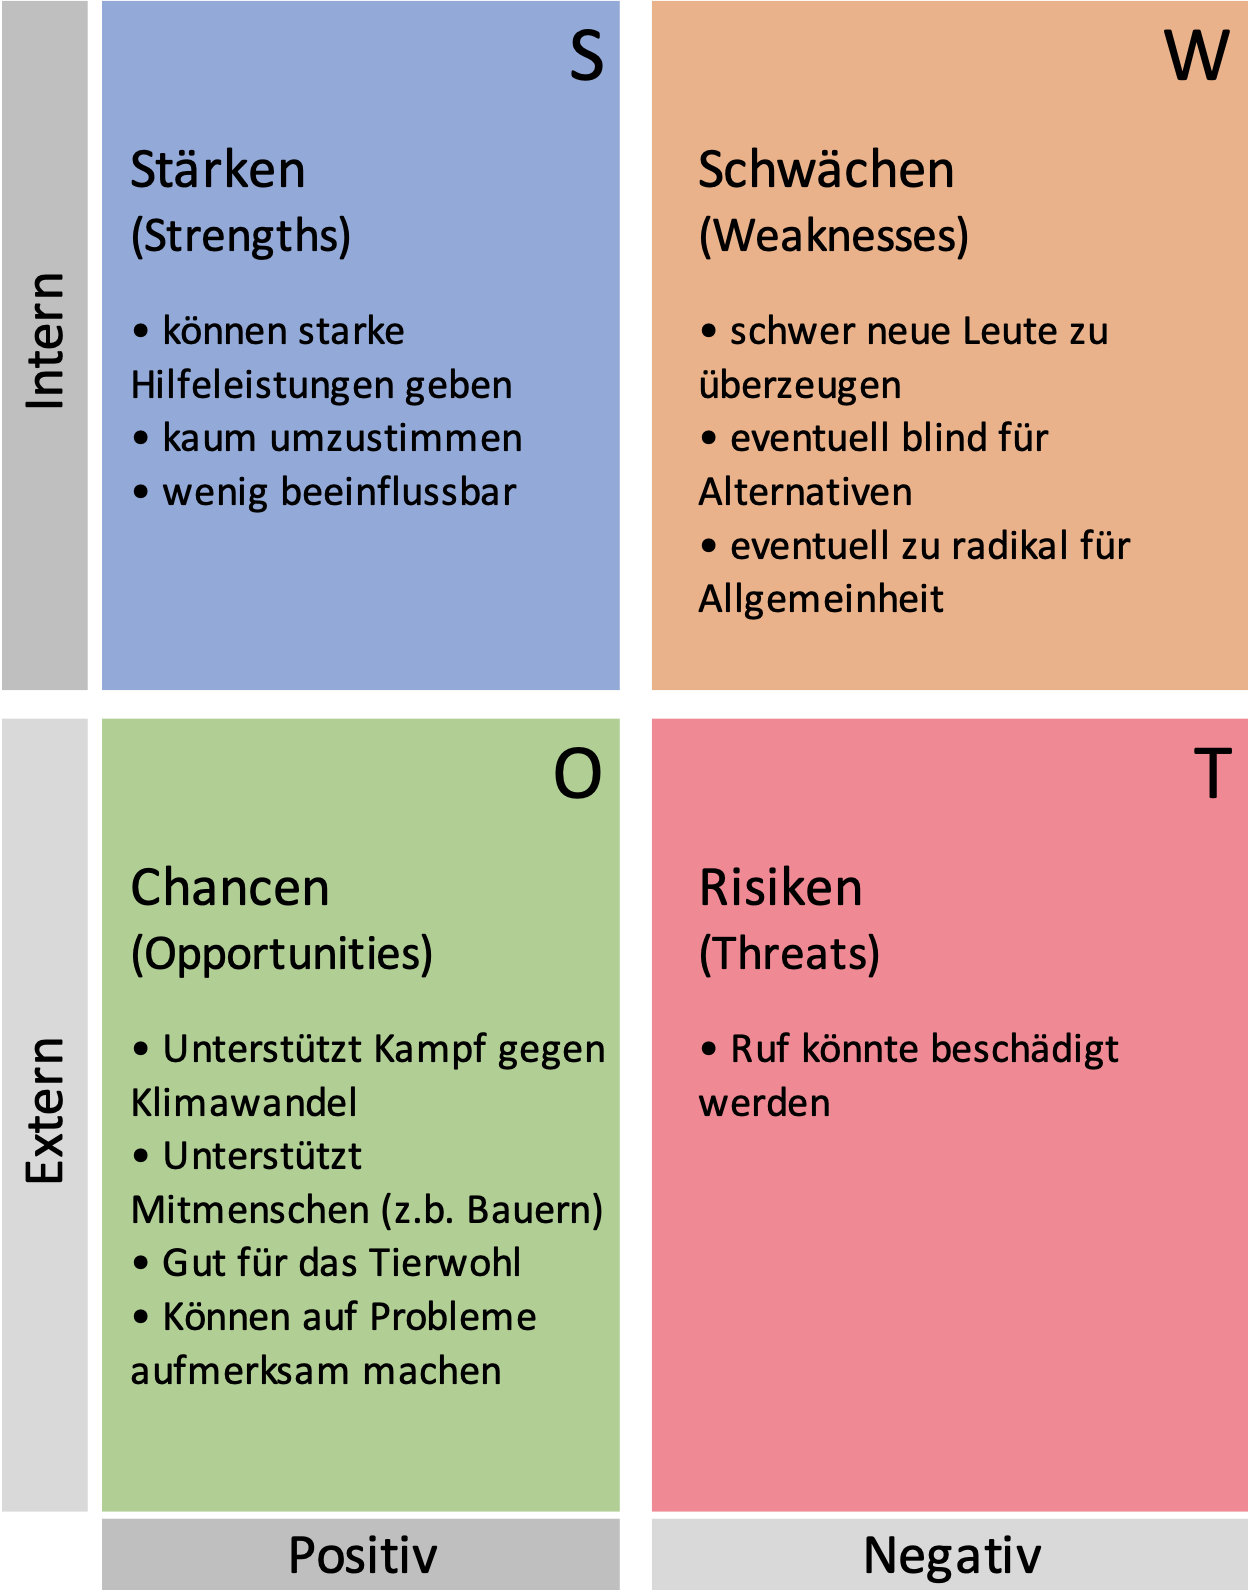 S
Stärken
(Strengths)
• können starke
Hilfeleistungen geben
• kaum umzustimmen
• wenig beeinflussbar
W
Schwächen
(Weaknesses)
• schwer neue Leute zu
überzeugen
• eventuell blind für
Alternativen
• eventuell zu radikal für
Allgemeinheit
Intern
O
Chancen
(Opportunities)
• Unterstützt Kampf gegen
Klimawandel
• Unterstützt
Mitmenschen (z.b. Bauern)
• Gut für das Tierwohl
• Können auf Probleme
aufmerksam machen
T
Risiken
(Threats)
• Ruf könnte beschädigt
werden
Extern
Positiv
Negativ